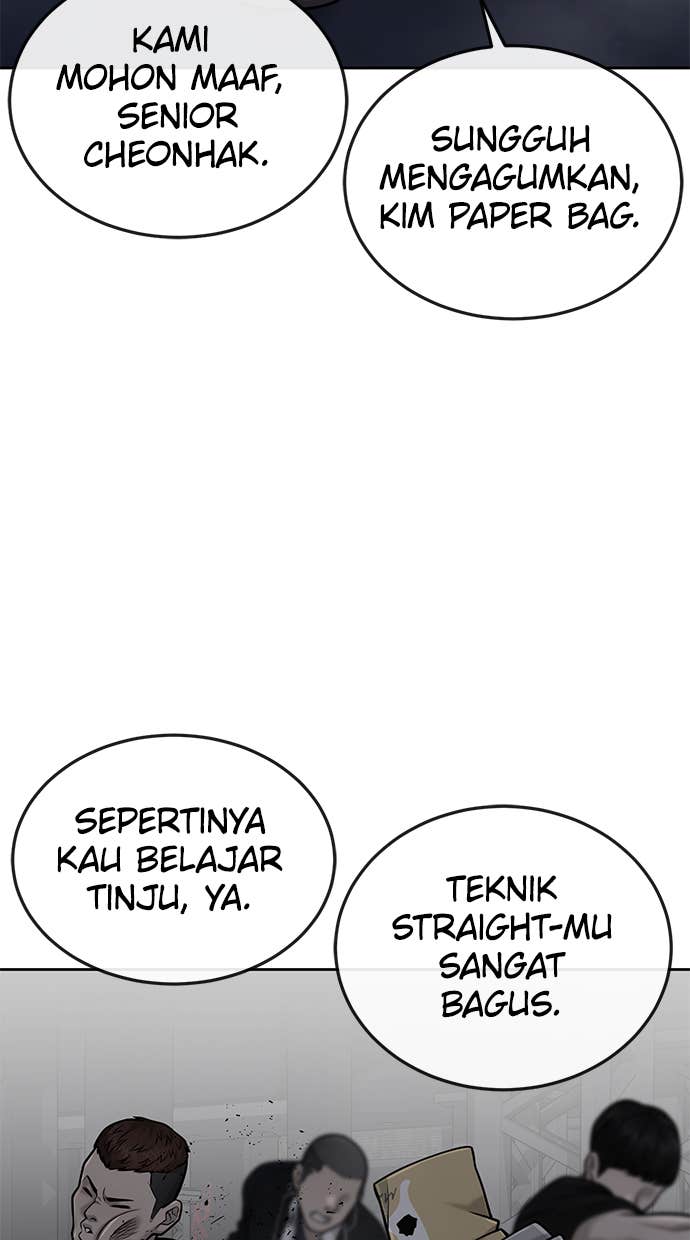 KAMI
MOHON MAAF,
SENIOR
CHEONHAK.
SUNGGUH
MENGAGUMKAN,
KIM PAPER BAG.
SEPERTINYA
KAU BELAJAR
TINJU, YA.
TEKNIK
STRAIGHT-MU
SANGAT
BAGUS.